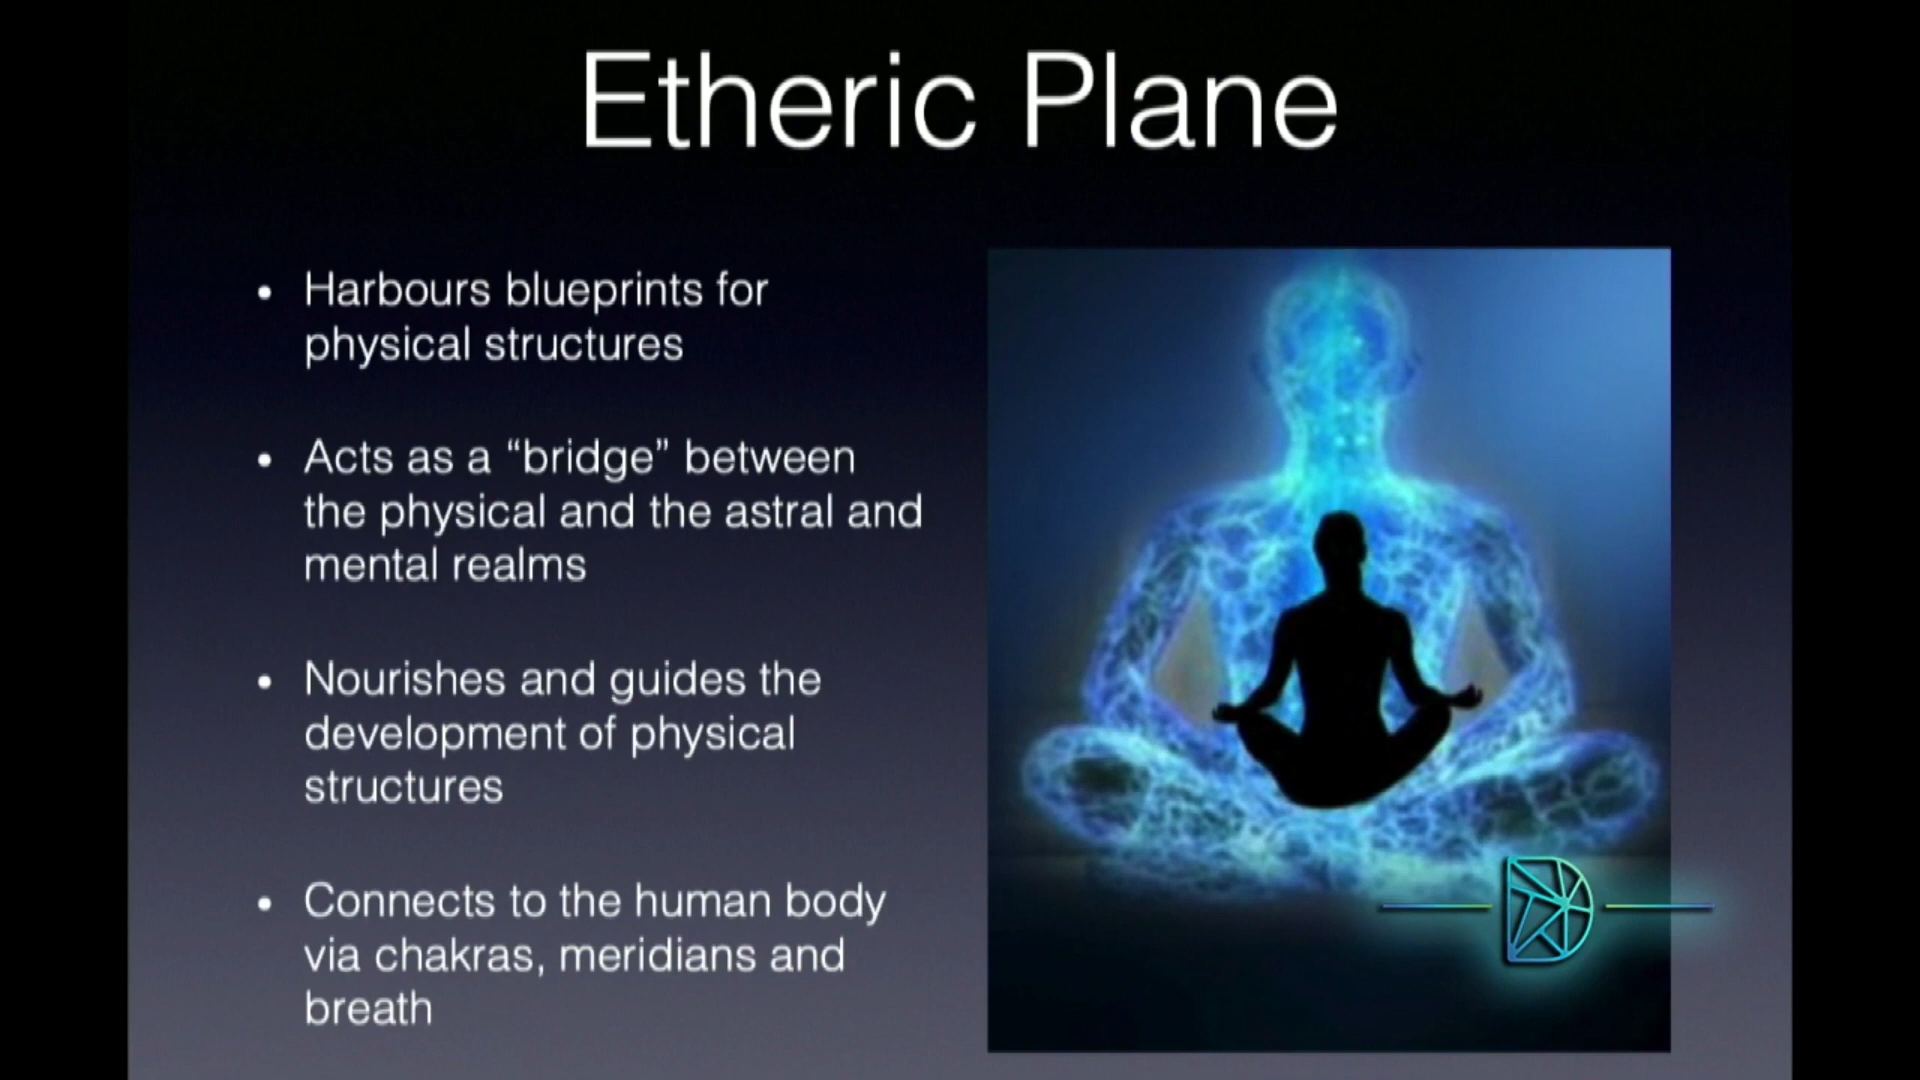 Etheric Plane
• Harbours blueprints for
physical structures
• Acts as a “bridge” between
the physical and the astral and
mental realms
• Nourishes and guides the
development of physical
structures
• Connects to the human body
via chakras, meridians and
breath